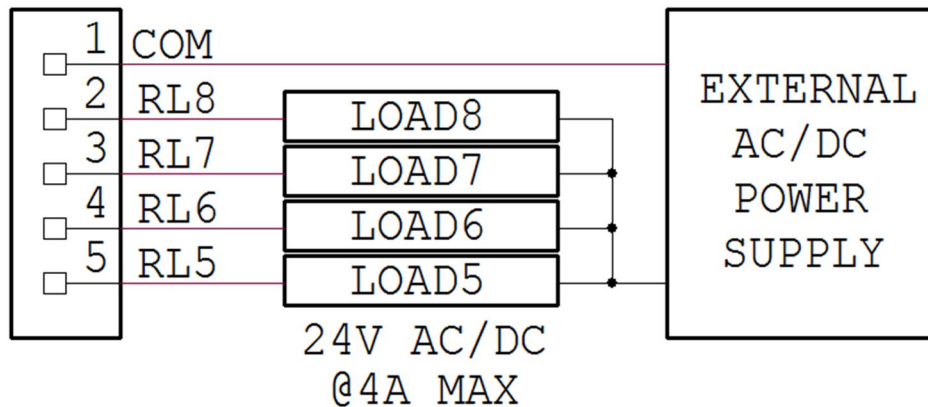 1 COM
2 RL8
3 RL7
4 RL6
5 RL5
LOAD8
LOAD7
LOAD6
LOAD5
24V AC/DC
@4A MAX
EXTERNAL
AC/DC
POWER
SUPPLY